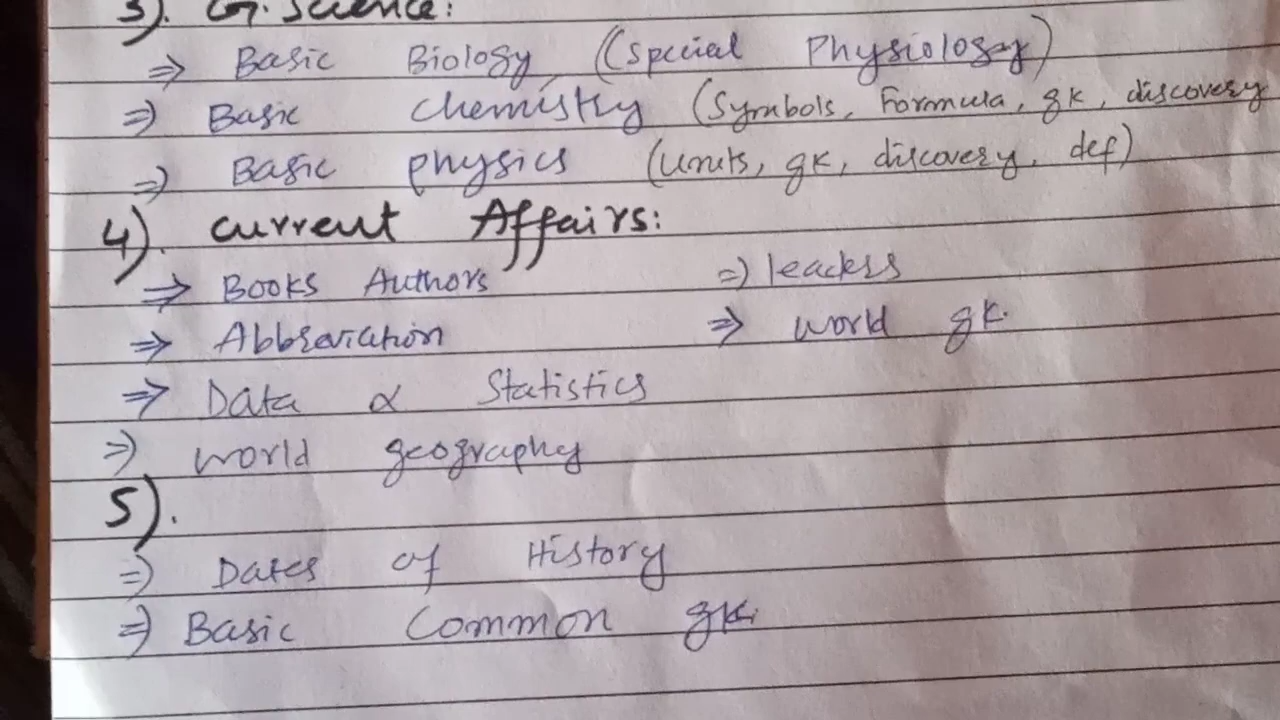 3). G. Science:
⇒ Basic Biology (Special Physiology)
⇒ Basic Chemistry (Symbols, Formula, gk, discovery
⇒ Basic physics (Units, gk, discovery, def)
4). Current Affairs:
⇒ Books Authors ⇒ leaders
⇒ Abbreviation ⇒ world gk.
⇒ Data & Statistics
⇒ world geography
5).
⇒ Dates of History
⇒ Basic Common gk.